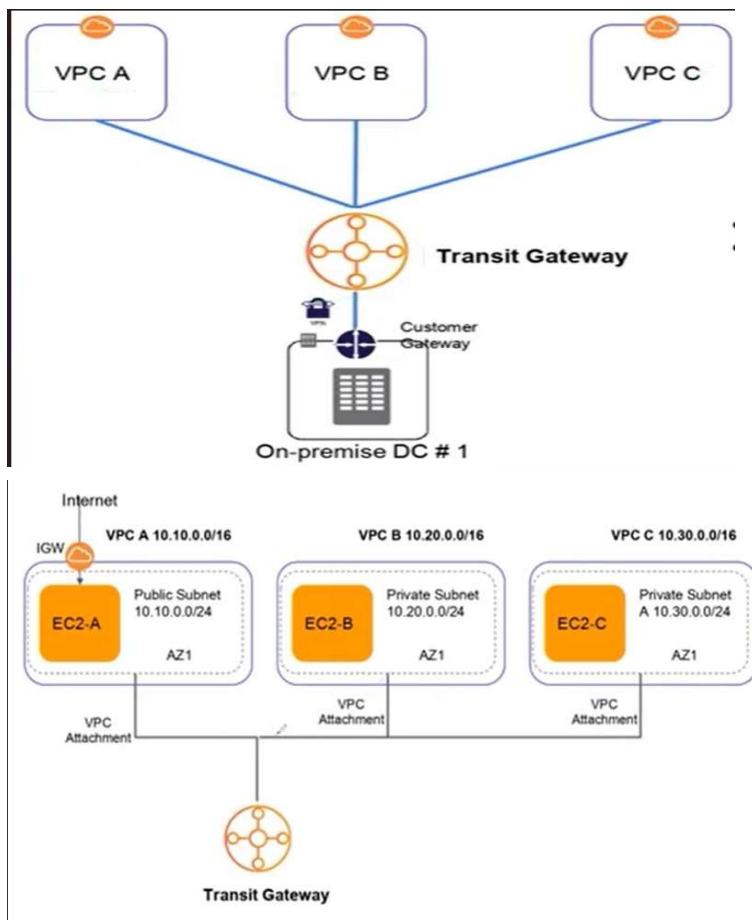 VPC A
VPC B
VPC C
Transit Gateway
VPN
Customer
Gateway
On-premise DC # 1
Internet
IGW
VPC A 10.10.0.0/16
VPC B 10.20.0.0/16
VPC C 10.30.0.0/16
EC2-A
Public Subnet
10.10.0.0/24
AZ1
EC2-B
Private Subnet
10.20.0.0/24
AZ1
EC2-C
Private Subnet
A 10.30.0.0/24
AZ1
VPC
Attachment
VPC
Attachment
VPC
Attachment
Transit Gateway